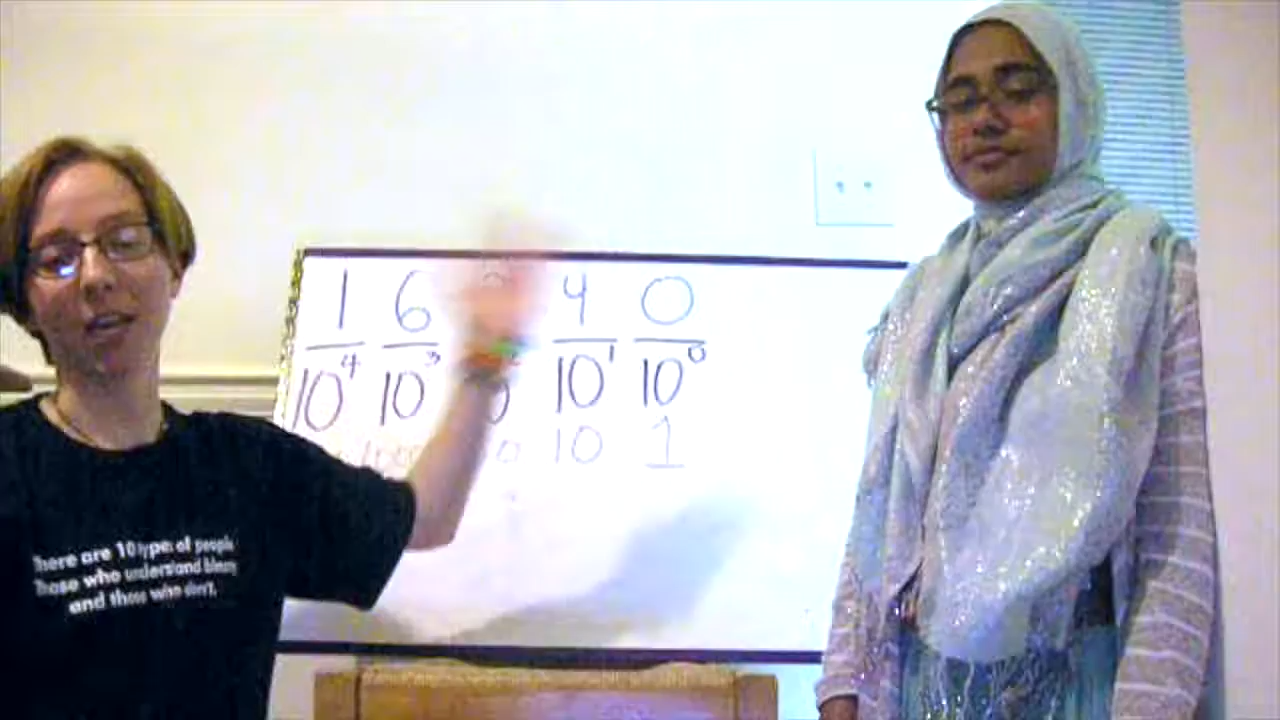 1 6 4 0
10⁴ 10³ 10¹ 10⁰
10 1
There are 10 types of people
Those who understand binary
and those who don't.